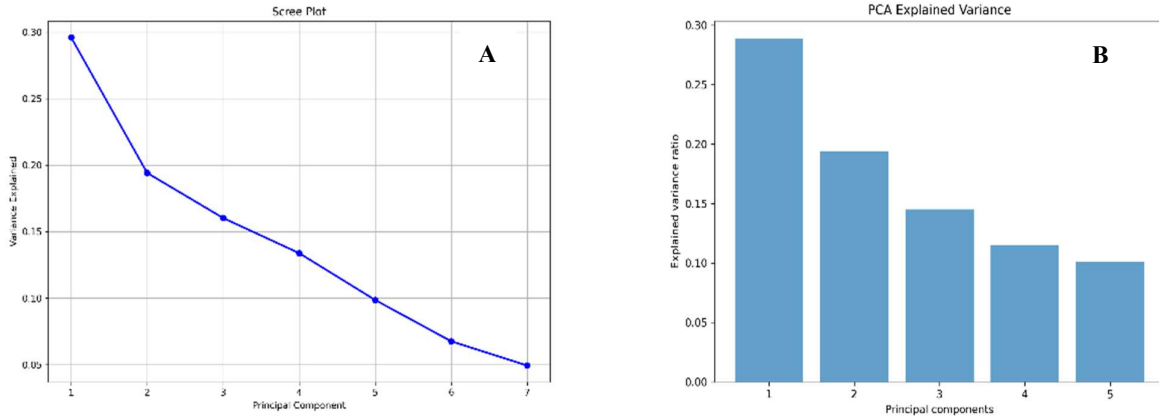 Scree Plot
A
0.30
0.25
0.20
0.15
0.10
0.05
Variance Explained
1 2 3 4 5 6 7
Principal Component
PCA Explained Variance
B
0.30
0.25
0.20
0.15
0.10
0.05
0.00
Explained variance ratio
1 2 3 4 5
Principal components